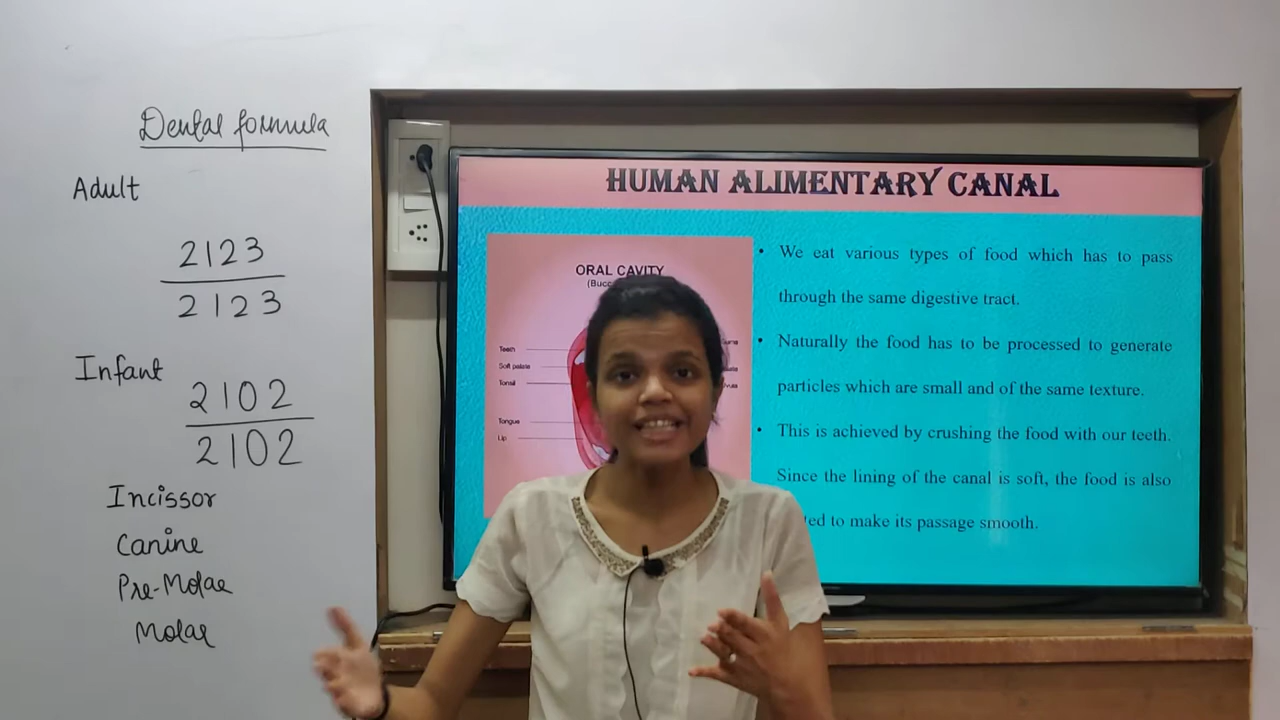 Dental formula
Adult
2123
2123
Infant
2102
2102
Incissor
Canine
Pre-Molar
Molar
HUMAN ALIMENTARY CANAL
ORAL CAVITY
Teeth
Soft palate
Tonsil
Tongue
Lip
• We eat various types of food which has to pass
through the same digestive tract.
• Naturally the food has to be processed to generate
particles which are small and of the same texture.
• This is achieved by crushing the food with our teeth.
Since the lining of the canal is soft, the food is also
to make its passage smooth.